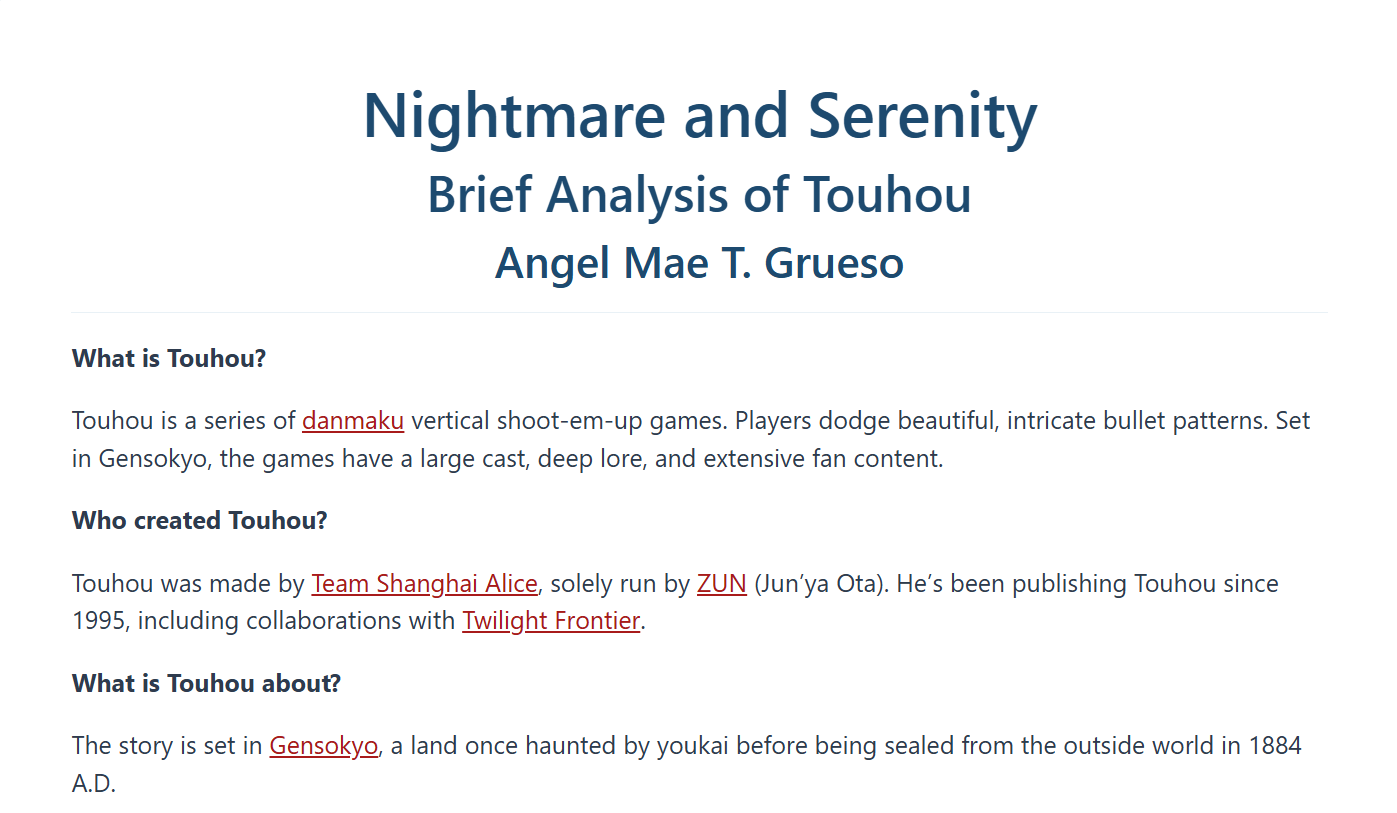 Nightmare and Serenity
Brief Analysis of Touhou
Angel Mae T. Grueso
What is Touhou?
Touhou is a series of danmaku vertical shoot-em-up games. Players dodge beautiful, intricate bullet patterns. Set
in Gensokyo, the games have a large cast, deep lore, and extensive fan content.
Who created Touhou?
Touhou was made by Team Shanghai Alice, solely run by ZUN (Jun’ya Ota). He’s been publishing Touhou since
1995, including collaborations with Twilight Frontier.
What is Touhou about?
The story is set in Gensokyo, a land once haunted by youkai before being sealed from the outside world in 1884
A.D.